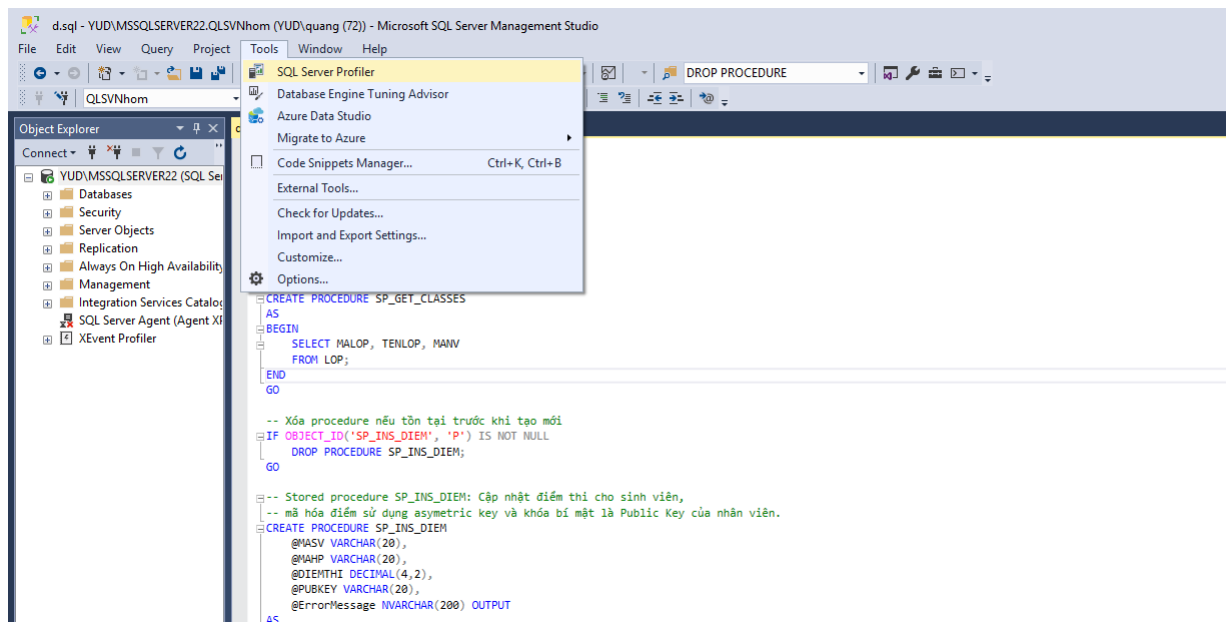 d.sql - YUD\MSSQLSERVER22.QLSVNhom (YUD\quang (72)) - Microsoft SQL Server Management Studio
File Edit View Query Project Tools Window Help
DROP PROCEDURE
QLSVNhom
SQL Server Profiler
Database Engine Tuning Advisor
Azure Data Studio
Migrate to Azure
Code Snippets Manager... Ctrl+K, Ctrl+B
External Tools...
Check for Updates...
Import and Export Settings...
Customize...
Options...
Object Explorer
Connect
YUD\MSSQLSERVER22 (SQL Ser
Databases
Security
Server Objects
Replication
Always On High Availability
Management
Integration Services Catalog
SQL Server Agent (Agent XP
XEvent Profiler
CREATE PROCEDURE SP_GET_CLASSES
AS
BEGIN
SELECT MALOP, TENLOP, MANV
FROM LOP;
END
GO
-- Xóa procedure nếu tồn tại trước khi tạo mới
IF OBJECT_ID('SP_INS_DIEM', 'P') IS NOT NULL
DROP PROCEDURE SP_INS_DIEM;
GO
-- Stored procedure SP_INS_DIEM: Cập nhật điểm thi cho sinh viên,
-- mã hóa điểm sử dụng asymetric key và khóa bí mật là Public Key của nhân viên.
CREATE PROCEDURE SP_INS_DIEM
@MASV VARCHAR(20),
@MAHP VARCHAR(20),
@DIEMTHI DECIMAL(4,2),
@PUBKEY VARCHAR(20),
@ErrorMessage NVARCHAR(200) OUTPUT
AS